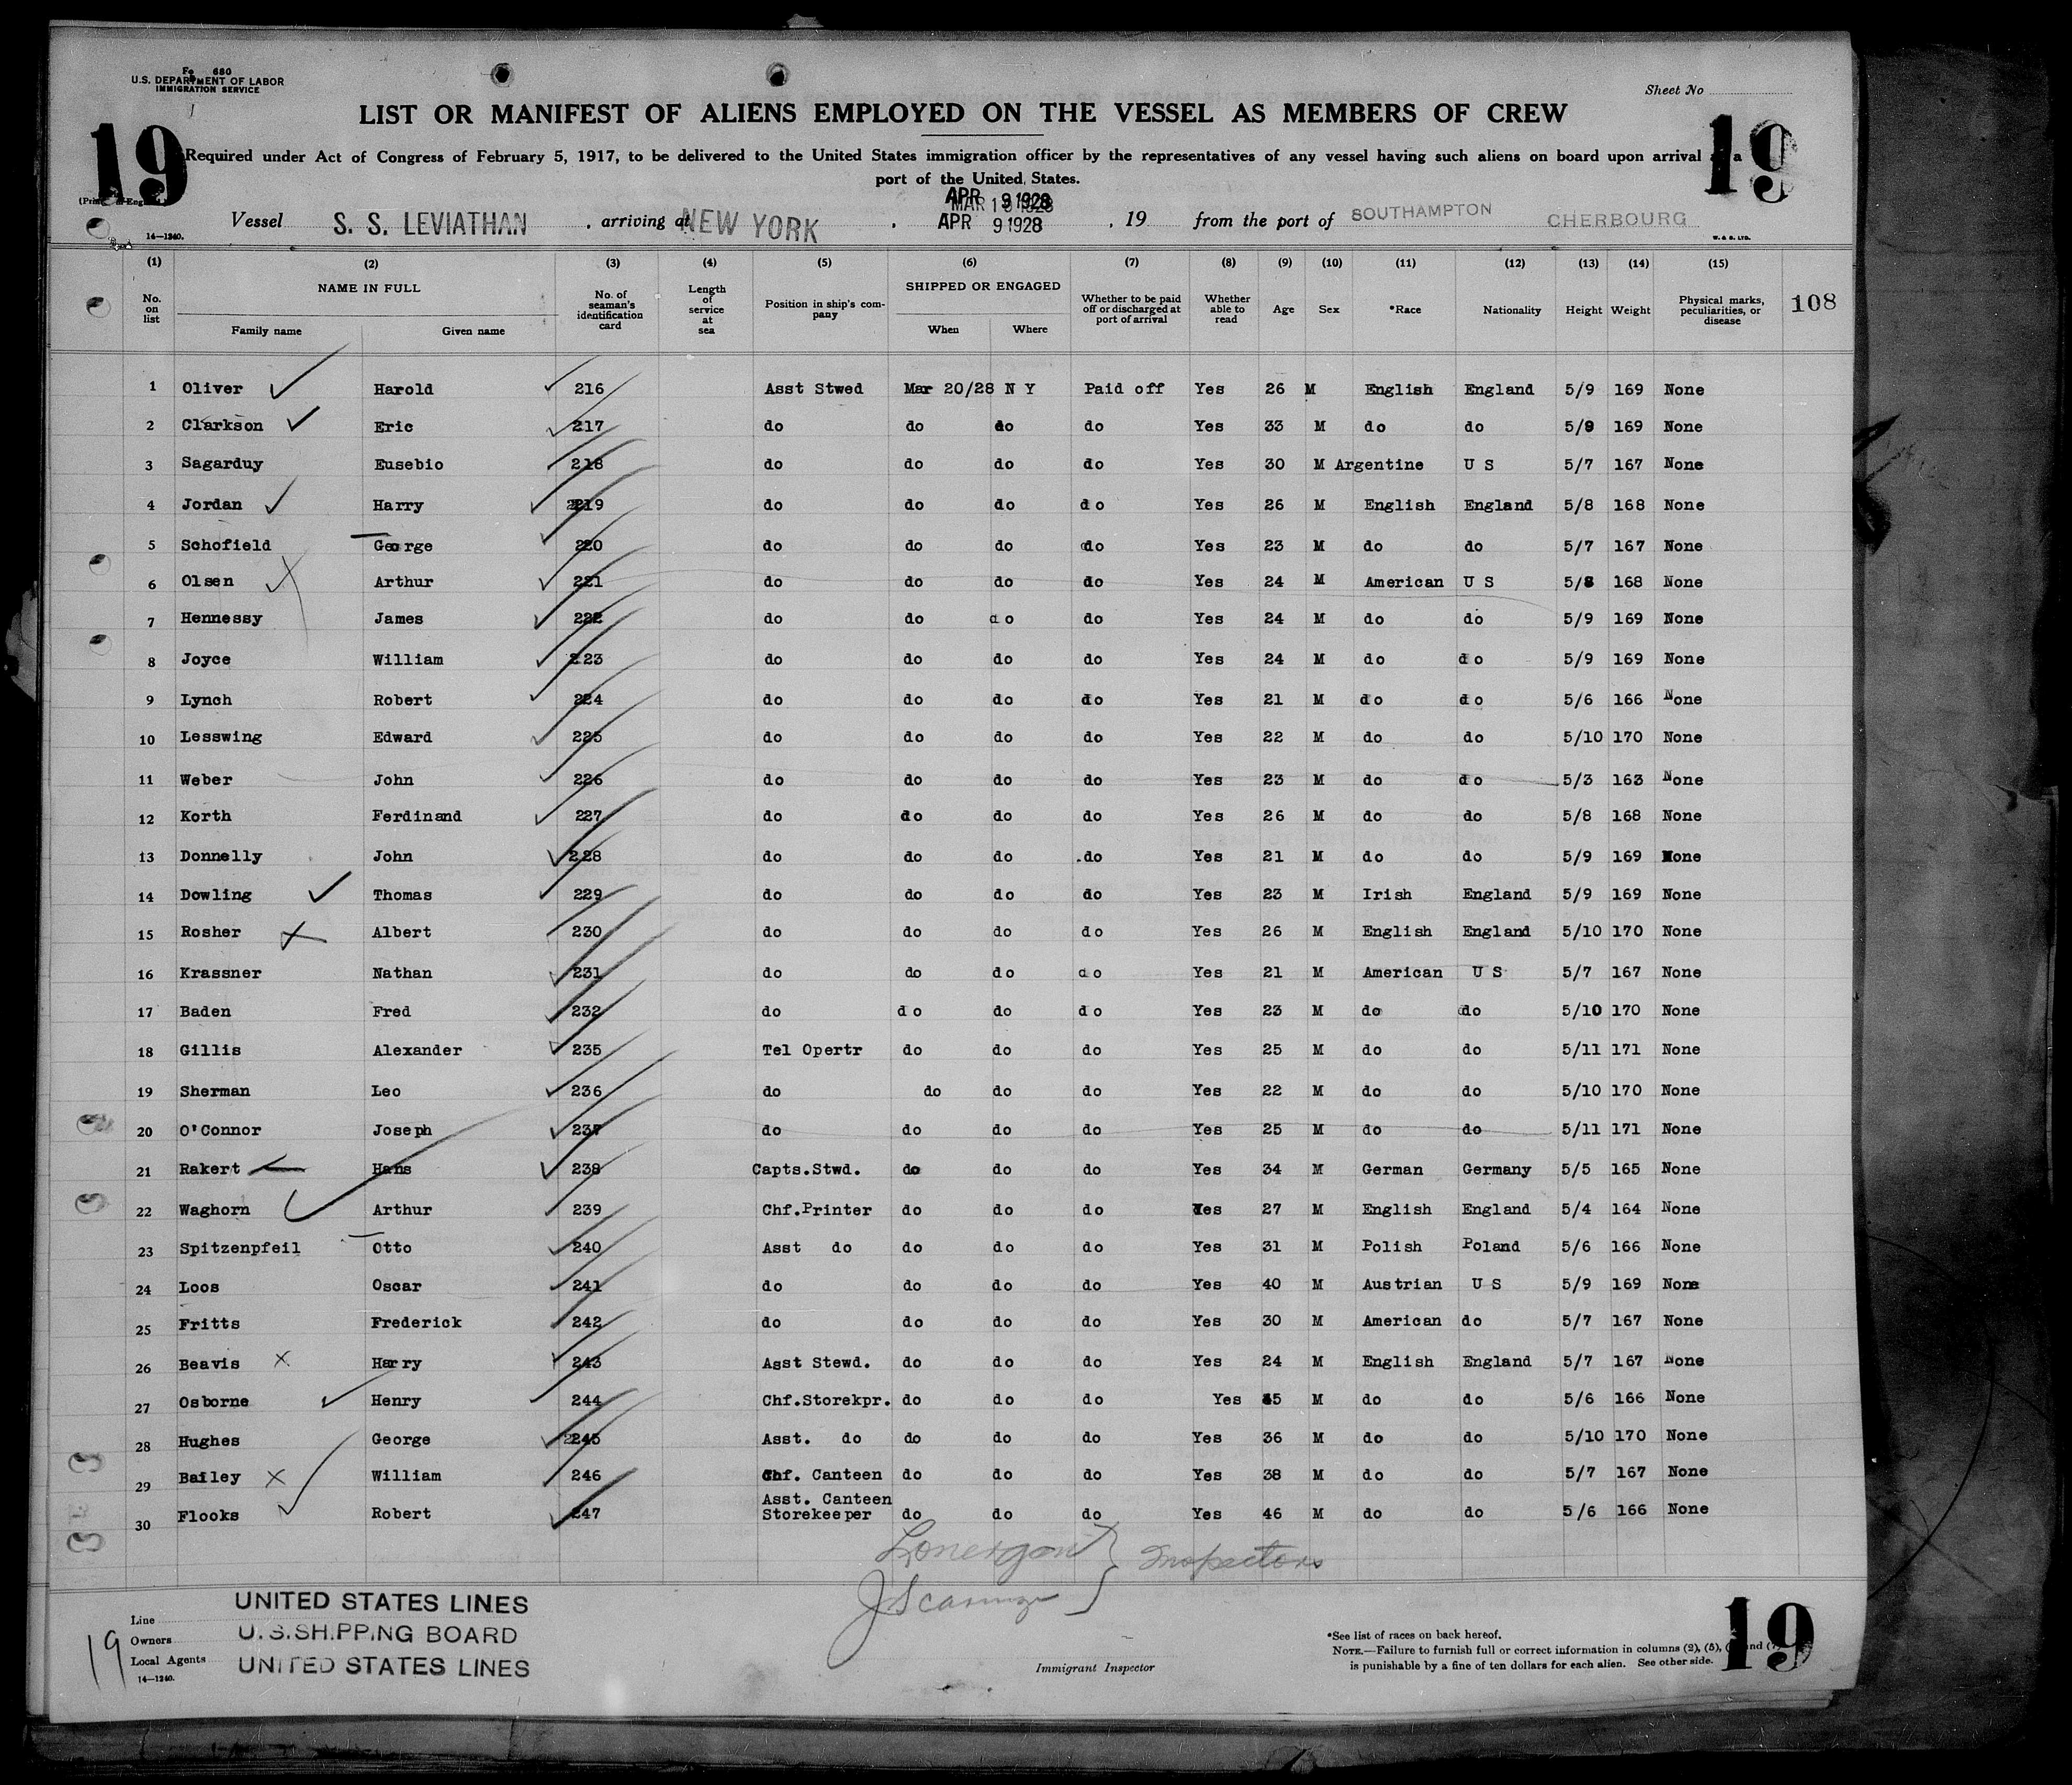 Fo 680
U.S. DEPARTMENT OF LABOR
IMMIGRATION SERVICE
Sheet No
LIST OR MANIFEST OF ALIENS EMPLOYED ON THE VESSEL AS MEMBERS OF CREW
19 19
Required under Act of Congress of February 5, 1917, to be delivered to the United States immigration officer by the representatives of any vessel having such aliens on board upon arrival a
port of the United States.
APR 9 1928
Vessel S. S. LEVIATHAN, arriving at NEW YORK, APR 9 1928, 19 from the port of SOUTHAMPTON CHERBOURG
14—1240. W. & S. LTD.
(1) (2) (3) (4) (5) (6) (7) (8) (9) (10) (11) (12) (13) (14) (15)
No. on list NAME IN FULL Family name Given name No. of seaman's identification card Length of service at sea Position in ship's company SHIPPED OR ENGAGED When Where Whether to be paid off or discharged at port of arrival Whether able to read Age Sex *Race Nationality Height Weight Physical marks, peculiarities, or disease 108
1 Oliver Harold 216 Asst Stwed Mar 20/28 N Y Paid off Yes 26 M English England 5/9 169 None
2 Clarkson Eric 217 do do do do Yes 33 M do do 5/9 169 None
3 Sagarduy Eusebio 218 do do do do Yes 30 M Argentine U S 5/7 167 None
4 Jordan Harry 219 do do do do Yes 26 M English England 5/8 168 None
5 Schofield George 220 do do do do Yes 23 M do do 5/7 167 None
6 Olsen Arthur 221 do do do do Yes 24 M American U S 5/8 168 None
7 Hennessy James 222 do do do do Yes 24 M do do 5/9 169 None
8 Joyce William 223 do do do do Yes 24 M do do 5/9 169 None
9 Lynch Robert 224 do do do do Yes 21 M do do 5/6 166 None
10 Lesswing Edward 225 do do do do Yes 22 M do do 5/10 170 None
11 Weber John 226 do do do do Yes 23 M do do 5/3 163 None
12 Korth Ferdinand 227 do do do do Yes 26 M do do 5/8 168 None
13 Donnelly John 228 do do do do Yes 21 M do do 5/9 169 None
14 Dowling Thomas 229 do do do do Yes 23 M Irish England 5/9 169 None
15 Rosher Albert 230 do do do do Yes 26 M English England 5/10 170 None
16 Krassner Nathan 231 do do do do Yes 21 M American U S 5/7 167 None
17 Baden Fred 232 do do do do Yes 23 M do do 5/10 170 None
18 Gillis Alexander 235 Tel Opertr do do do Yes 25 M do do 5/11 171 None
19 Sherman Leo 236 do do do do Yes 22 M do do 5/10 170 None
20 O'Connor Joseph 237 do do do do Yes 25 M do do 5/11 171 None
21 Rakert Hans 238 Capts.Stwd. do do do Yes 34 M German Germany 5/5 165 None
22 Waghorn Arthur 239 Chf.Printer do do do Yes 27 M English England 5/4 164 None
23 Spitzenpfeil Otto 240 Asst do do do do Yes 31 M Polish Poland 5/6 166 None
24 Loos Oscar 241 do do do do Yes 40 M Austrian U S 5/9 169 None
25 Fritts Frederick 242 do do do do Yes 30 M American do 5/7 167 None
26 Beavis Harry 243 Asst Stewd. do do do Yes 24 M English England 5/7 167 None
27 Osborne Henry 244 Chf.Storekpr. do do do Yes M do do 5/6 166 None
28 Hughes George 245 Asst. do do do do Yes 36 M do do 5/10 170 None
29 Bailey William 246 Chf. Canteen do do do Yes 38 M do do 5/7 167 None
30 Flooks Robert 247 Asst. Canteen Storekeeper do do do Yes 46 M do do 5/6 166 None
Lonergan
Inspectors
Line UNITED STATES LINES
Owners U.S.SHIPPING BOARD
Local Agents UNITED STATES LINES
19
14—1240.
Immigrant Inspector
*See list of races on back hereof.
NOTE.—Failure to furnish full or correct information in columns (2), (5), and (7)
is punishable by a fine of ten dollars for each alien. See other side.
19